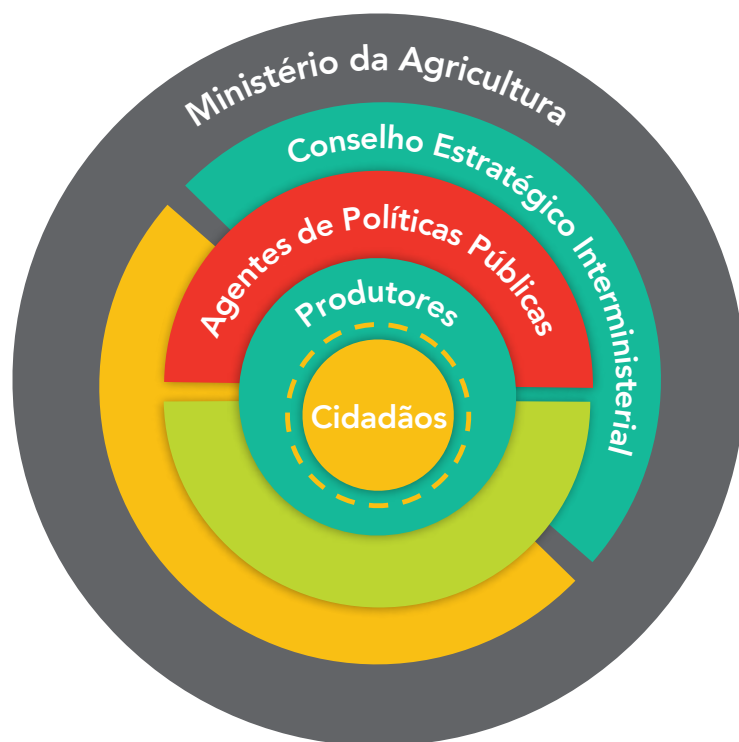 Ministério da Agricultura
Conselho Estratégico Interministerial
Agentes de Políticas Públicas
Produtores
Cidadãos